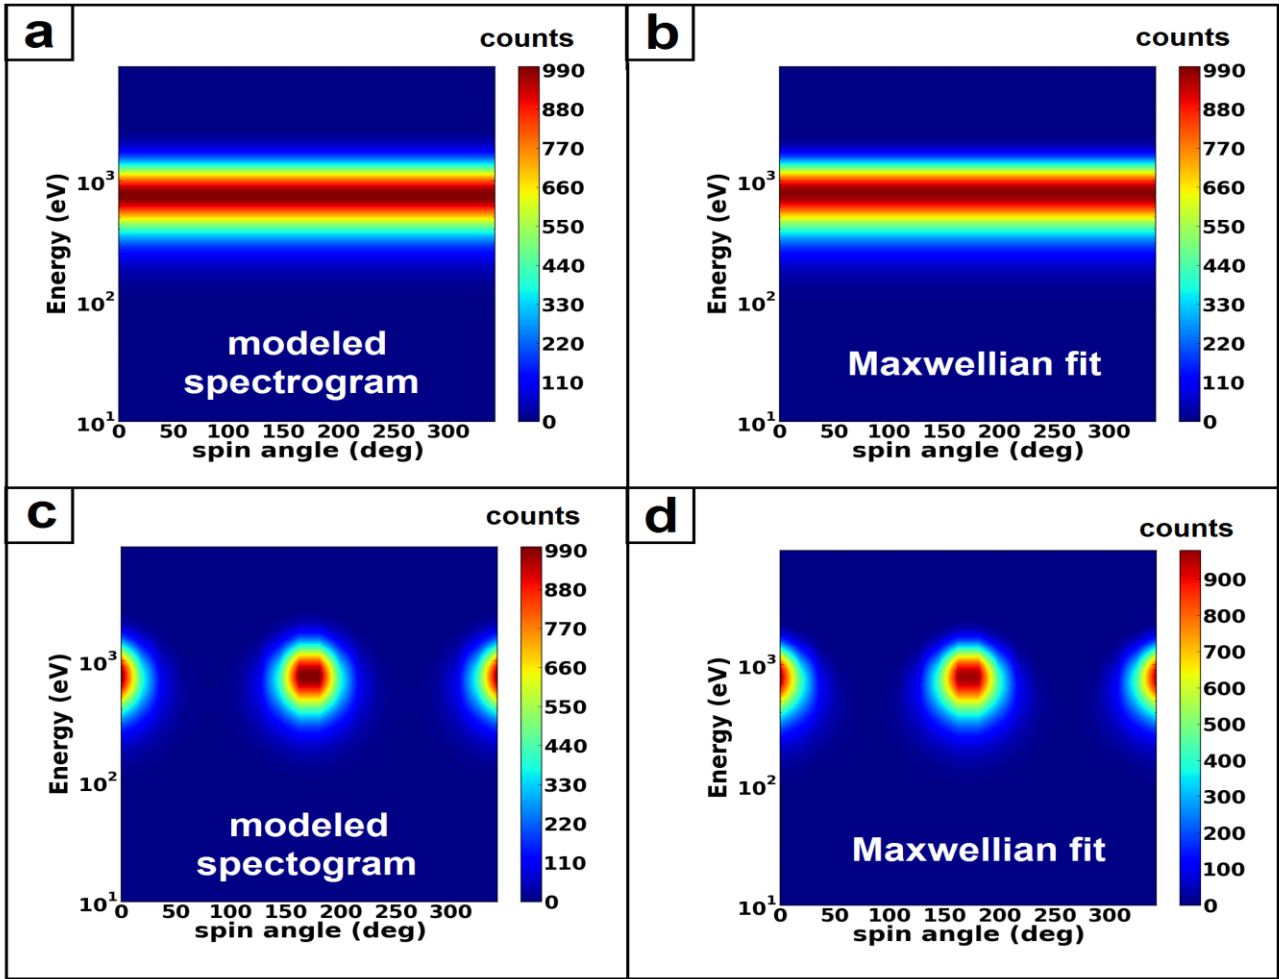 a
counts
990
880
770
660
550
440
330
220
110
0
Energy (eV)
10³
10²
10¹
modeled
spectrogram
0 50 100 150 200 250 300
spin angle (deg)
b
counts
990
880
770
660
550
440
330
220
110
0
Energy (eV)
10³
10²
10¹
Maxwellian fit
0 50 100 150 200 250 300
spin angle (deg)
c
counts
990
880
770
660
550
440
330
220
110
0
Energy (eV)
10³
10²
10¹
modeled
spectogram
0 50 100 150 200 250 300
spin angle (deg)
d
counts
900
800
700
600
500
400
300
200
100
0
Energy (eV)
10³
10²
10¹
Maxwellian fit
0 50 100 150 200 250 300
spin angle (deg)